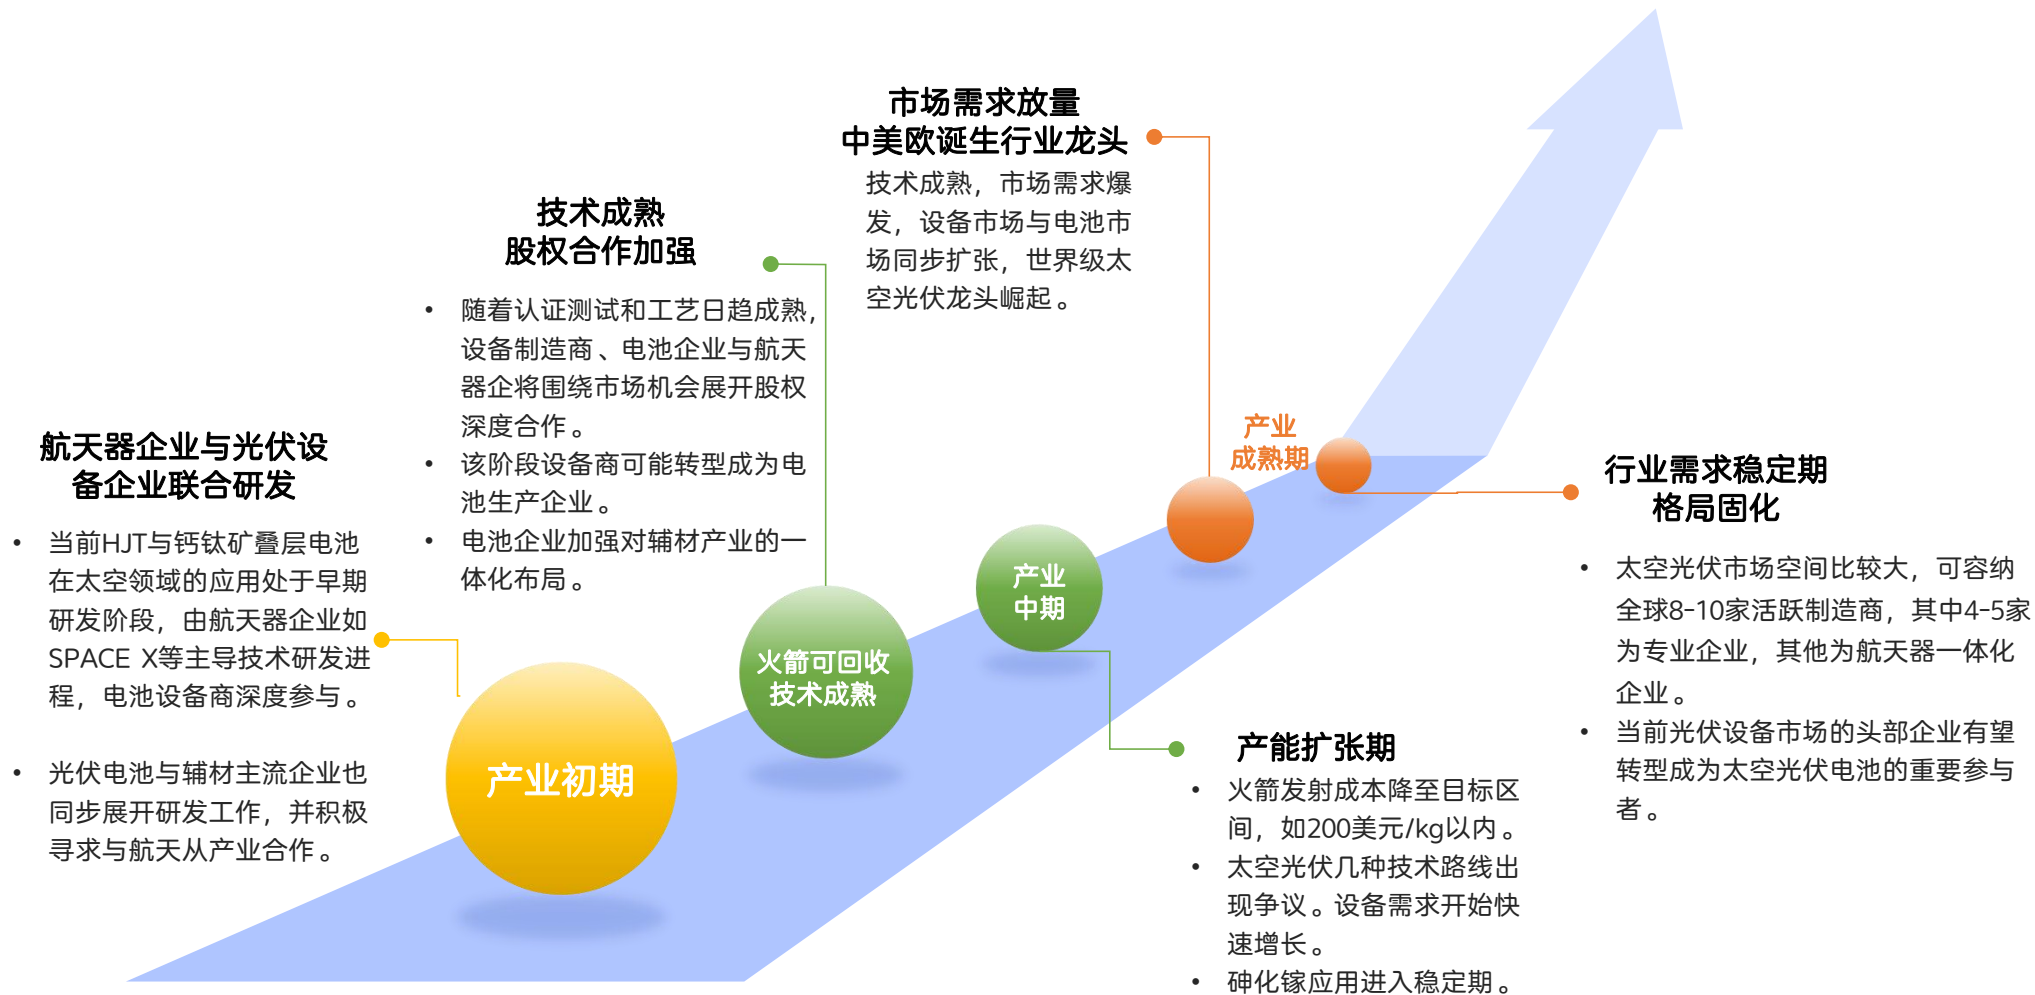 航天器企业与光伏设
备企业联合研发
• 当前HJT与钙钛矿叠层电池
在太空领域的应用处于早期
研发阶段，由航天器企业如
SPACE X等主导技术研发进
程，电池设备商深度参与。
• 光伏电池与辅材主流企业也
同步展开研发工作，并积极
寻求与航天从产业合作。
产业初期
技术成熟
股权合作加强
• 随着认证测试和工艺日趋成熟，
设备制造商、电池企业与航天
器企将围绕市场机会展开股权
深度合作。
• 该阶段设备商可能转型成为电
池生产企业。
• 电池企业加强对辅材产业的一
体化布局。
火箭可回收
技术成熟
产业
中期
产能扩张期
• 火箭发射成本降至目标区
间，如200美元/kg以内。
• 太空光伏几种技术路线出
现争议。设备需求开始快
速增长。
• 砷化镓应用进入稳定期。
市场需求放量
中美欧诞生行业龙头
技术成熟，市场需求爆
发，设备市场与电池市
场同步扩张，世界级太
空光伏龙头崛起。
产业
成熟期
行业需求稳定期
格局固化
• 太空光伏市场空间比较大，可容纳
全球8-10家活跃制造商，其中4-5家
为专业企业，其他为航天器一体化
企业。
• 当前光伏设备市场的头部企业有望
转型成为太空光伏电池的重要参与
者。